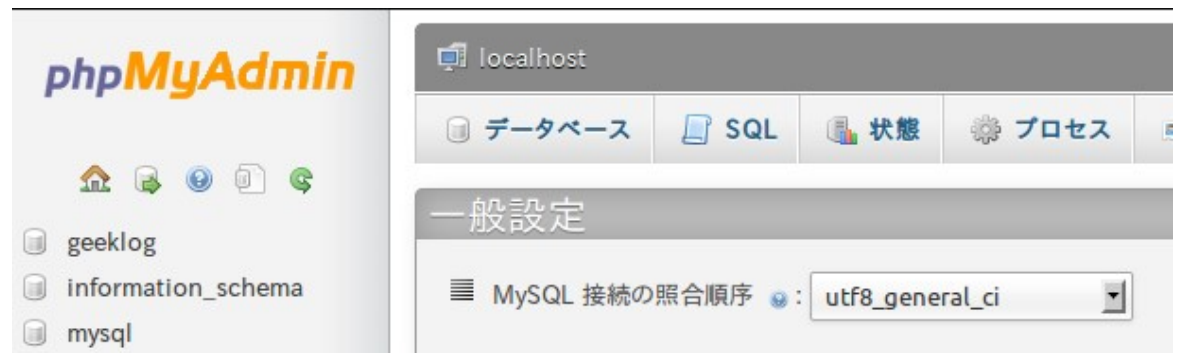 phpMyAdmin
geeklog
information_schema
mysql
localhost
データベース SQL 状態 プロセス
一般設定
MySQL 接続の照合順序 : utf8_general_ci